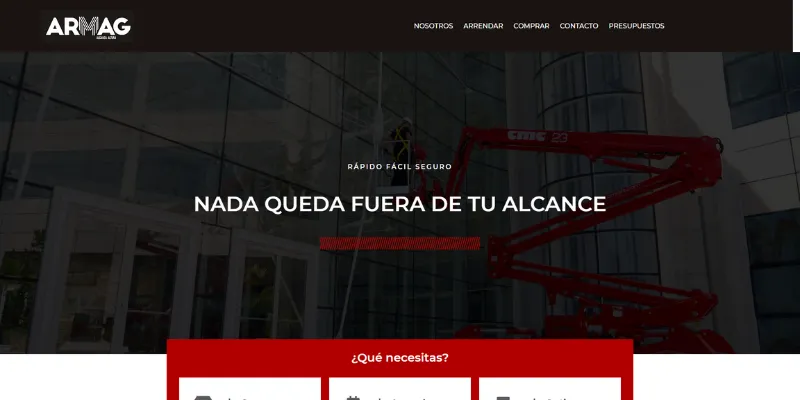 ARMAG
NOSOTROS
ARRENDAR
COMPRAR
CONTACTO
PRESUPUESTOS
cmc 23
RÁPIDO FÁCIL SEGURO
NADA QUEDA FUERA DE TU ALCANCE
¿Qué necesitas?